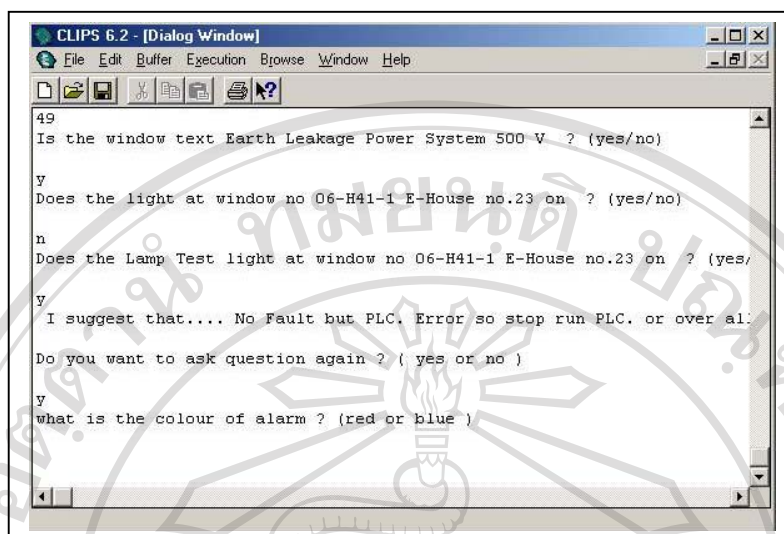 CLIPS 6.2 - [Dialog Window]
File Edit Buffer Execution Browse Window Help
49
Is the window text Earth Leakage Power System 500 V ? (yes/no)
y
Does the light at window no 06-H41-1 E-House no.23 on ? (yes/no)
n
Does the Lamp Test light at window no 06-H41-1 E-House no.23 on ? (yes/
y
I suggest that.... No Fault but PLC. Error so stop run PLC. or over all
Do you want to ask question again ? ( yes or no )
y
what is the colour of alarm ? (red or blue )